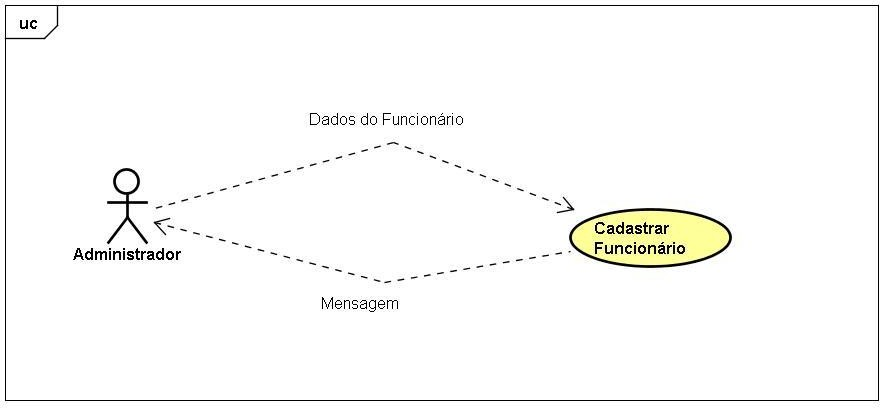 uc
Dados do Funcionário
Administrador
Cadastrar
Funcionário
Mensagem